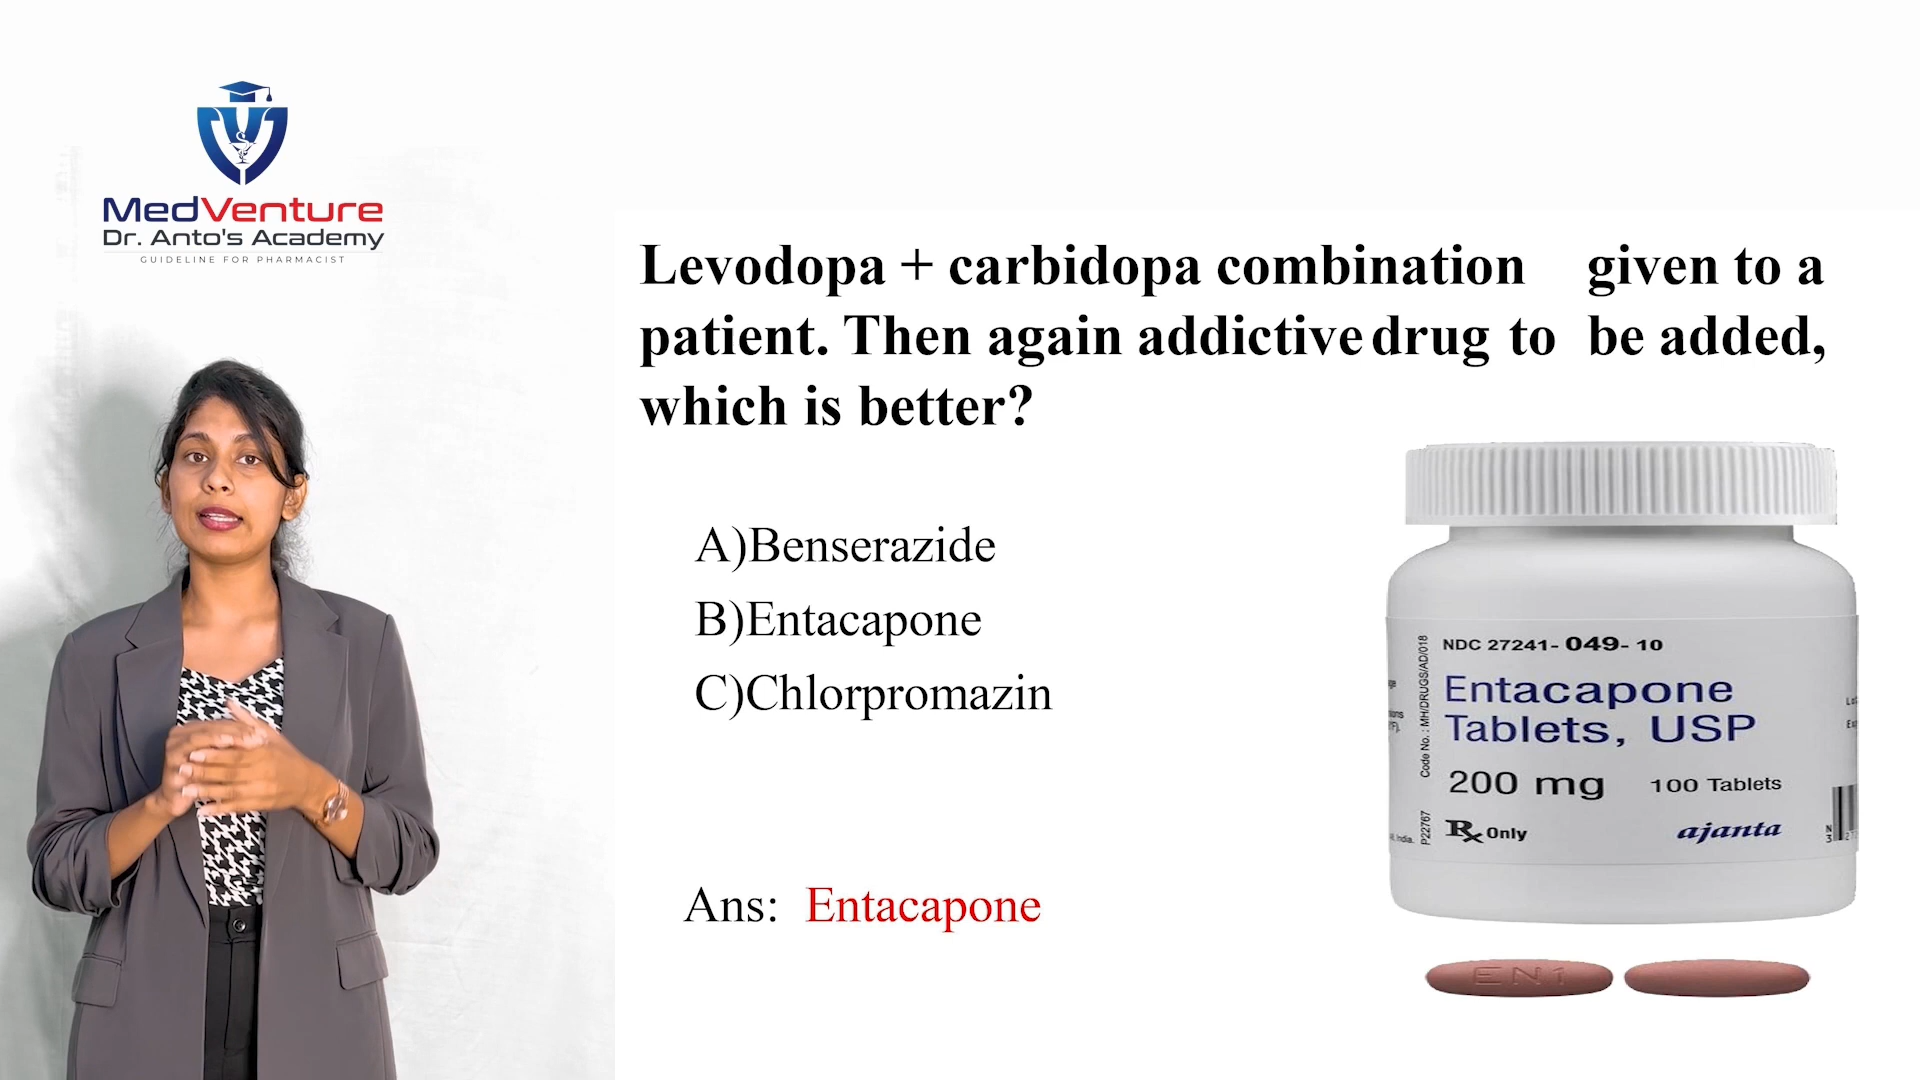 MedVenture
Dr. Anto's Academy
GUIDELINE FOR PHARMACIST
Levodopa + carbidopa combination given to a
patient. Then again addictive drug to be added,
which is better?
A)Benserazide
B)Entacapone
C)Chlorpromazin
Ans: Entacapone
NDC 27241-049-10
Entacapone
Tablets, USP
200 mg 100 Tablets
Rx Only
ajanta
Code No.: MH/DRUGS/AD/018
P22767
EN1